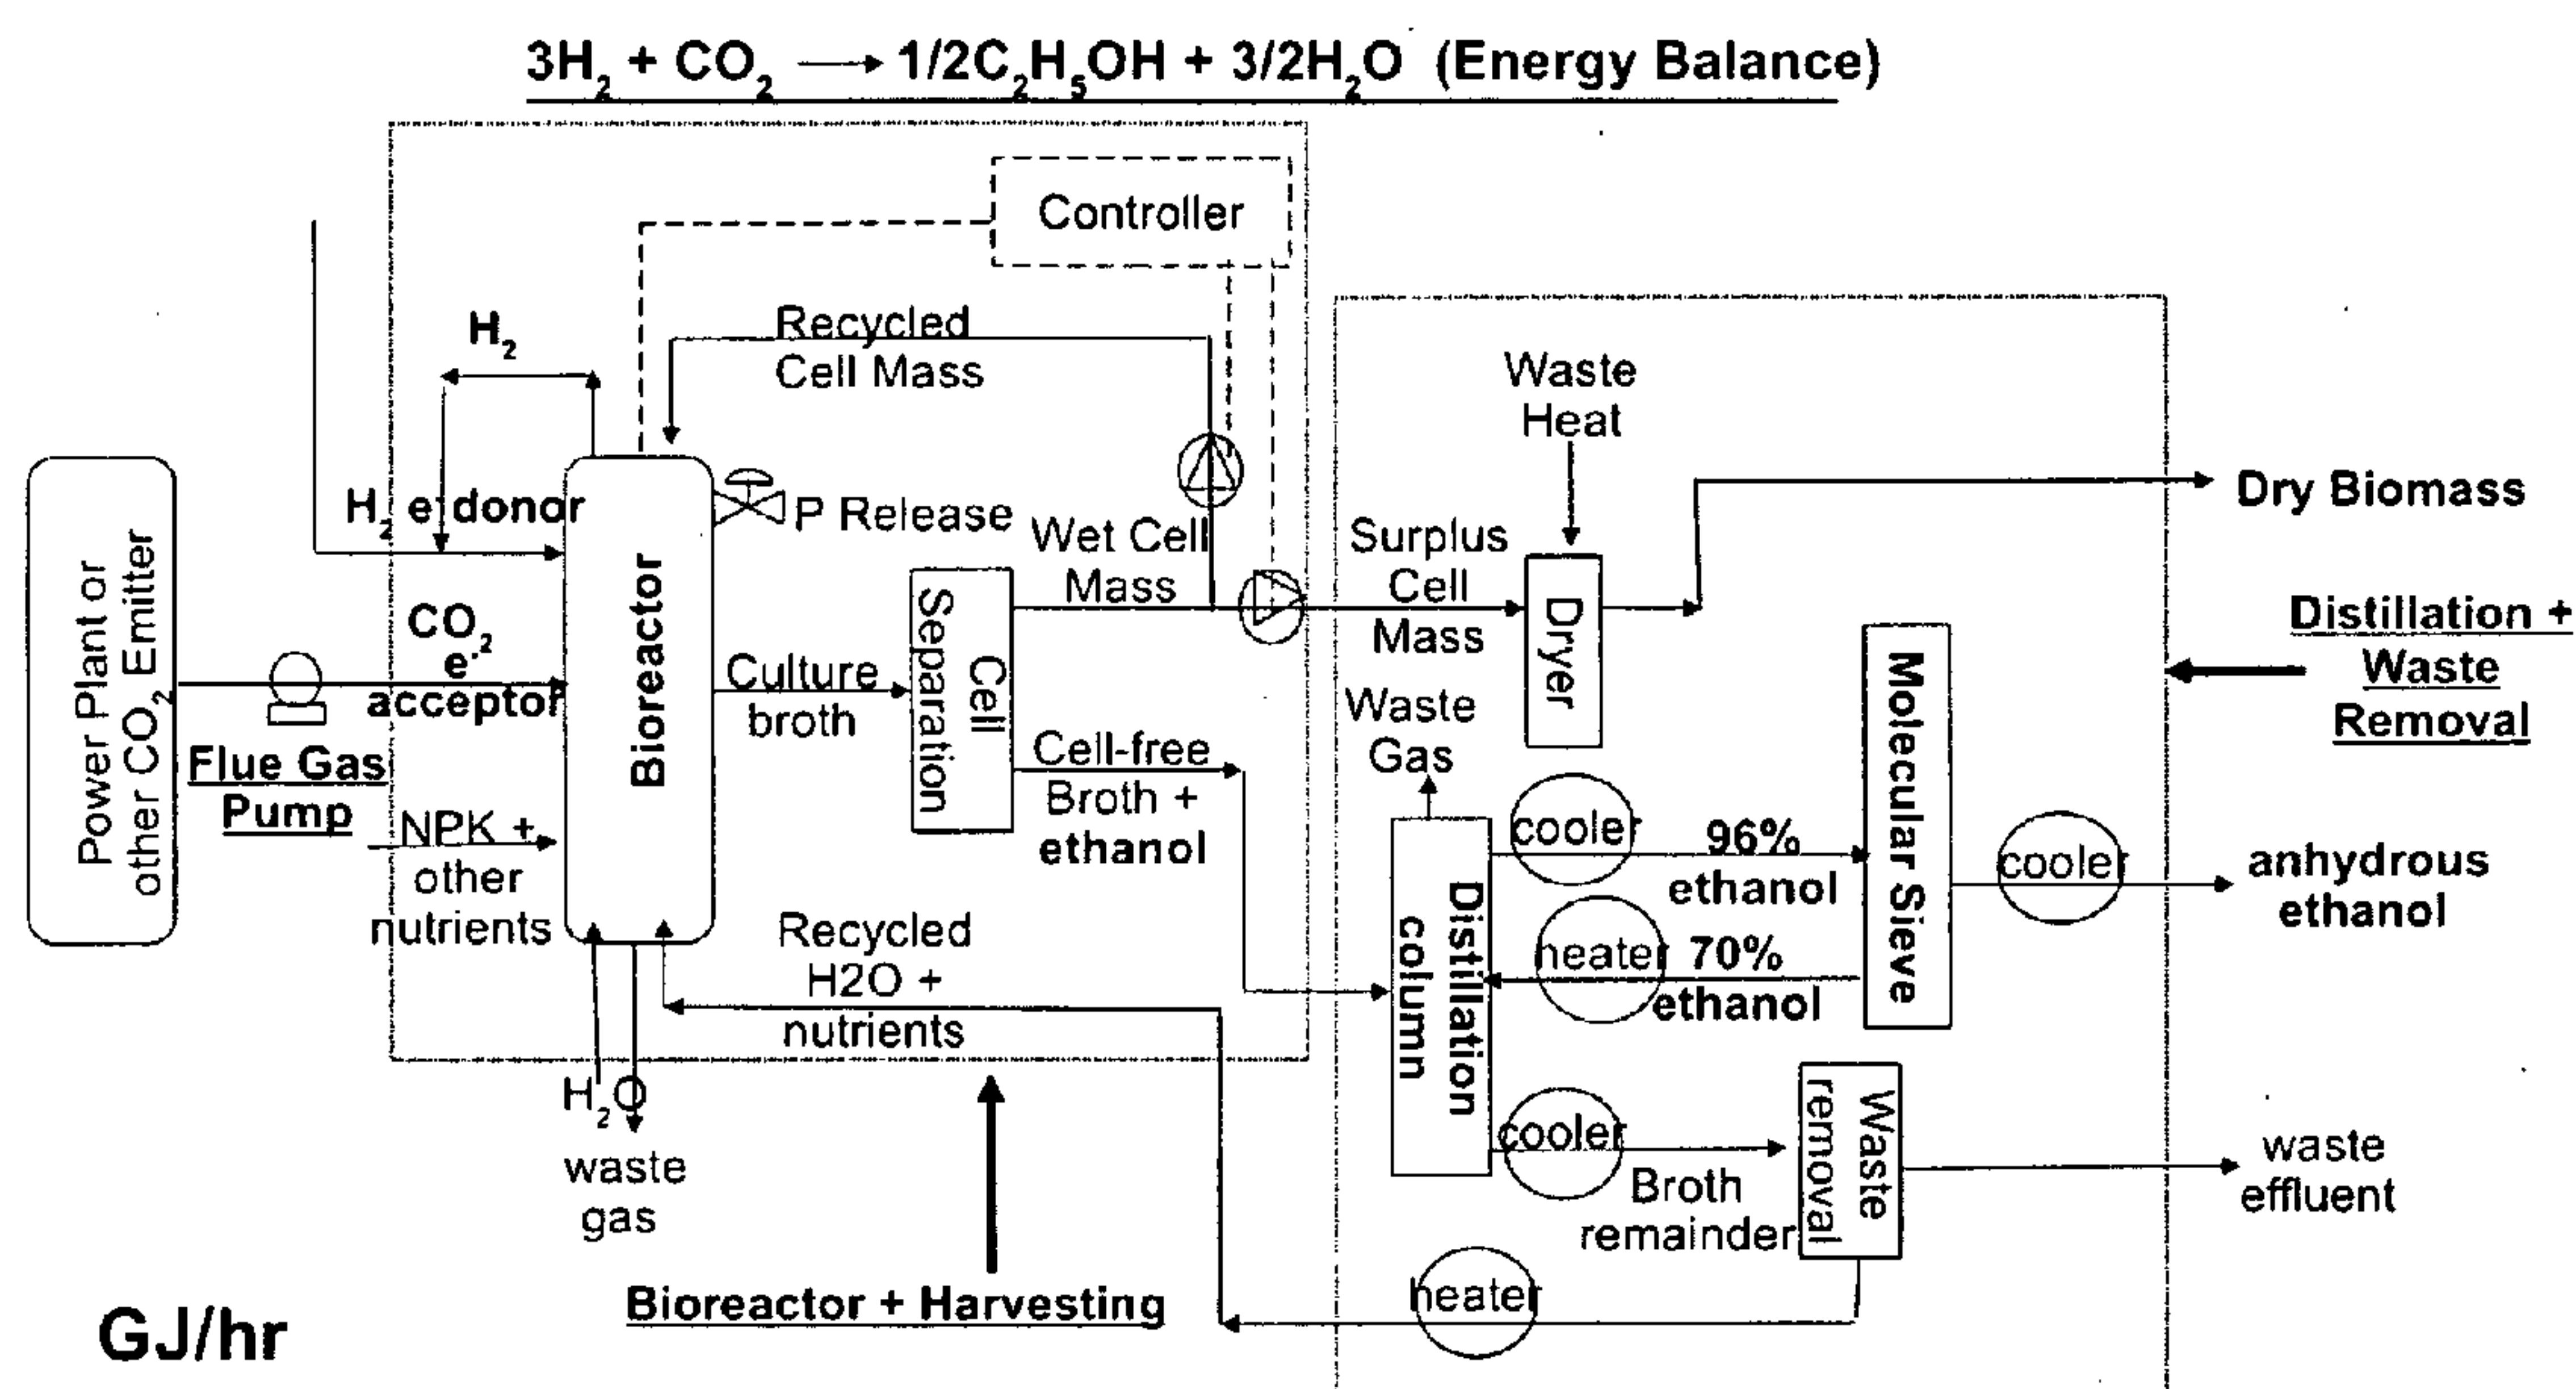 3H₂ + CO₂ → 1/2C₂H₅OH + 3/2H₂O (Energy Balance)
Controller
Recycled
Cell Mass
H₂
Waste
Heat
Dry Biomass
H₂ e⁻ donor
P Release
Wet Cell
Mass
Surplus
Cell
Mass
Dryer
Power Plant or
other CO₂ Emitter
CO₂
e⁻
acceptor
Flue Gas
Pump
Bioreactor
Culture
broth
Cell
Separation
Cell-free
Broth +
ethanol
Waste
Gas
Molecular Sieve
Distillation +
Waste
Removal
NPK +
other
nutrients
cooler
96%
ethanol
Distillation
column
heater
70%
ethanol
cooler
anhydrous
ethanol
Recycled
H2O +
nutrients
H₂O
waste
gas
cooler
Broth
remainder
Waste
removal
waste
effluent
Bioreactor + Harvesting
heater
GJ/hr